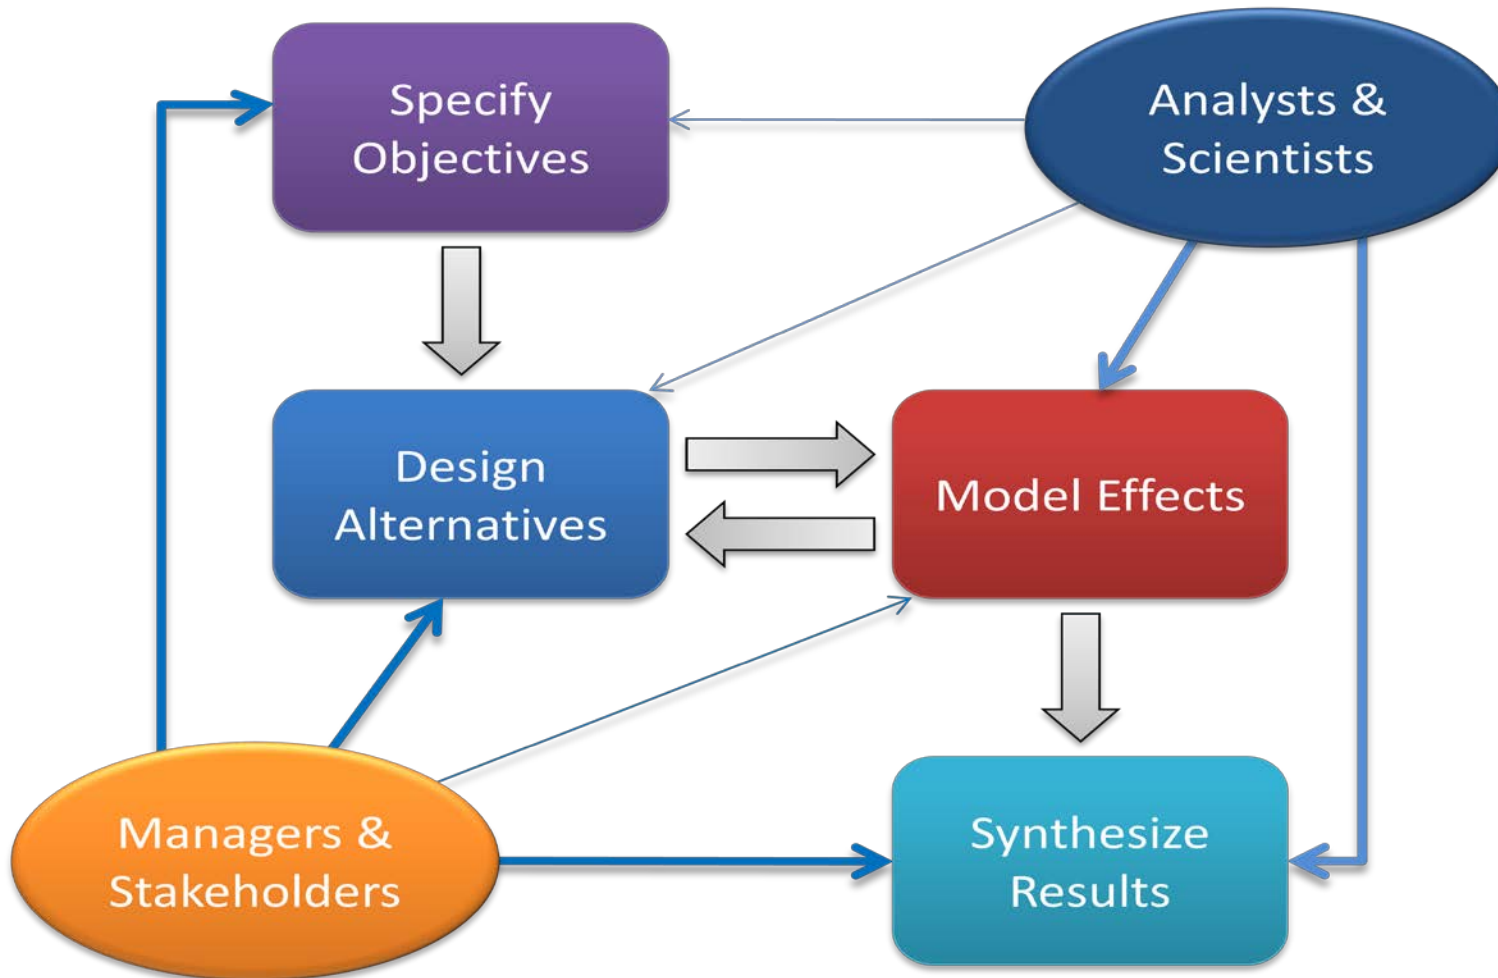 Specify
Objectives
Analysts &
Scientists
Design
Alternatives
Model Effects
Managers &
Stakeholders
Synthesize
Results